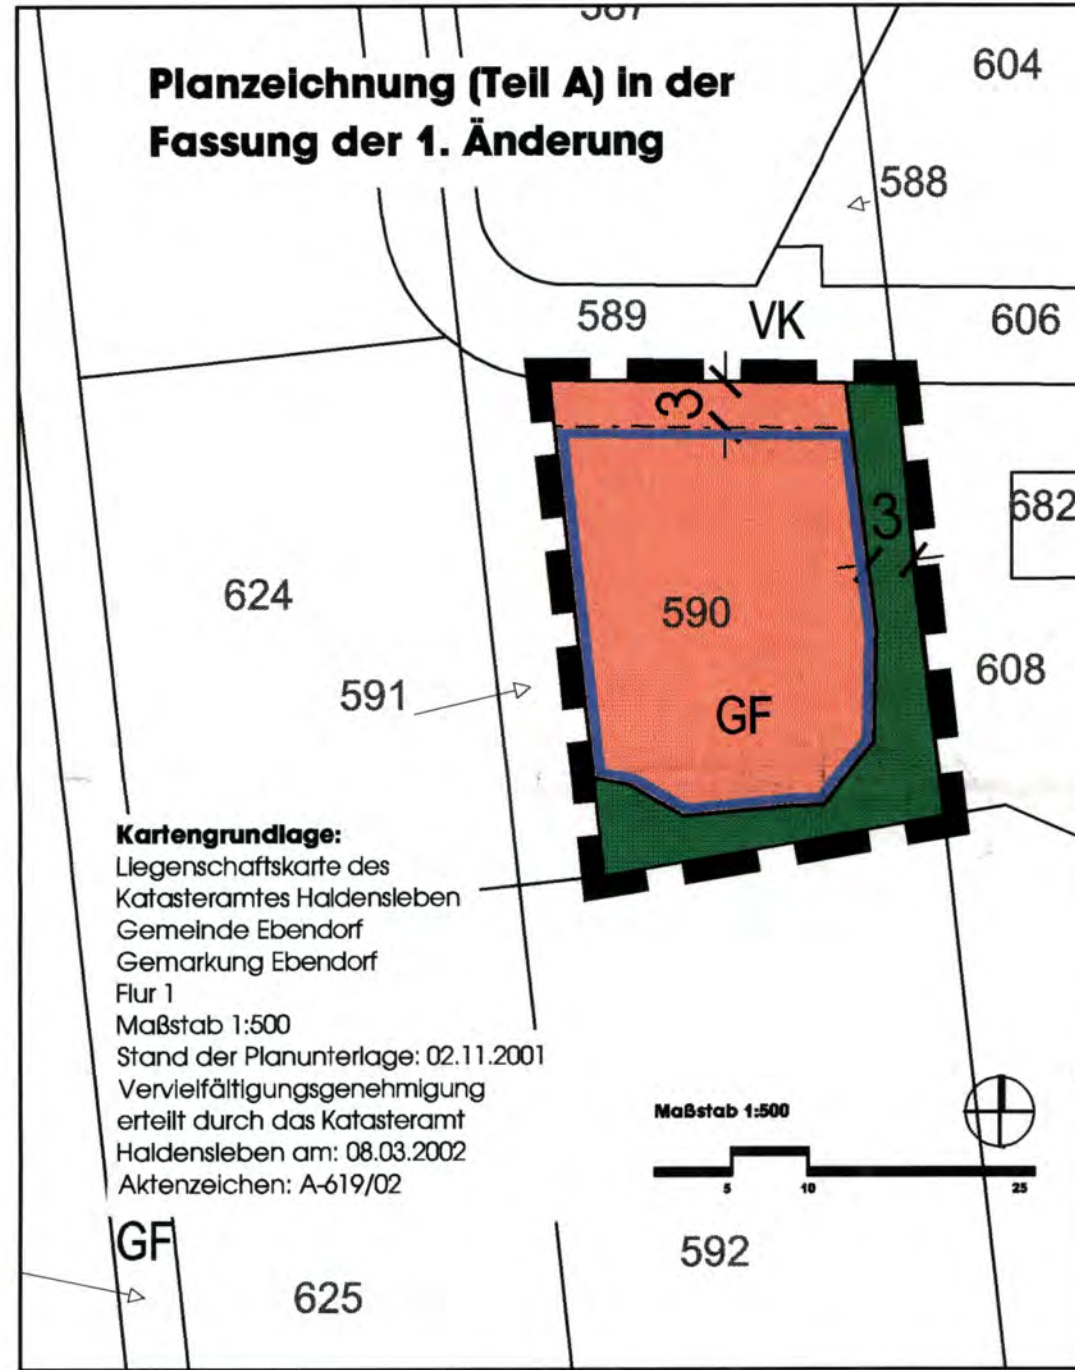 587
Planzeichnung (Teil A) in der
Fassung der 1. Änderung
604
588
589
VK
606
3
3
682
624
590
591
608
GF
Kartengrundlage:
Liegenschaftskarte des
Katasteramtes Haldensleben
Gemeinde Ebendorf
Gemarkung Ebendorf
Flur 1
Maßstab 1:500
Stand der Planunterlage: 02.11.2001
Vervielfältigungsgenehmigung
erteilt durch das Katasteramt
Haldensleben am: 08.03.2002
Aktenzeichen: A-619/02
Maßstab 1:500
5 10 25
GF
592
625